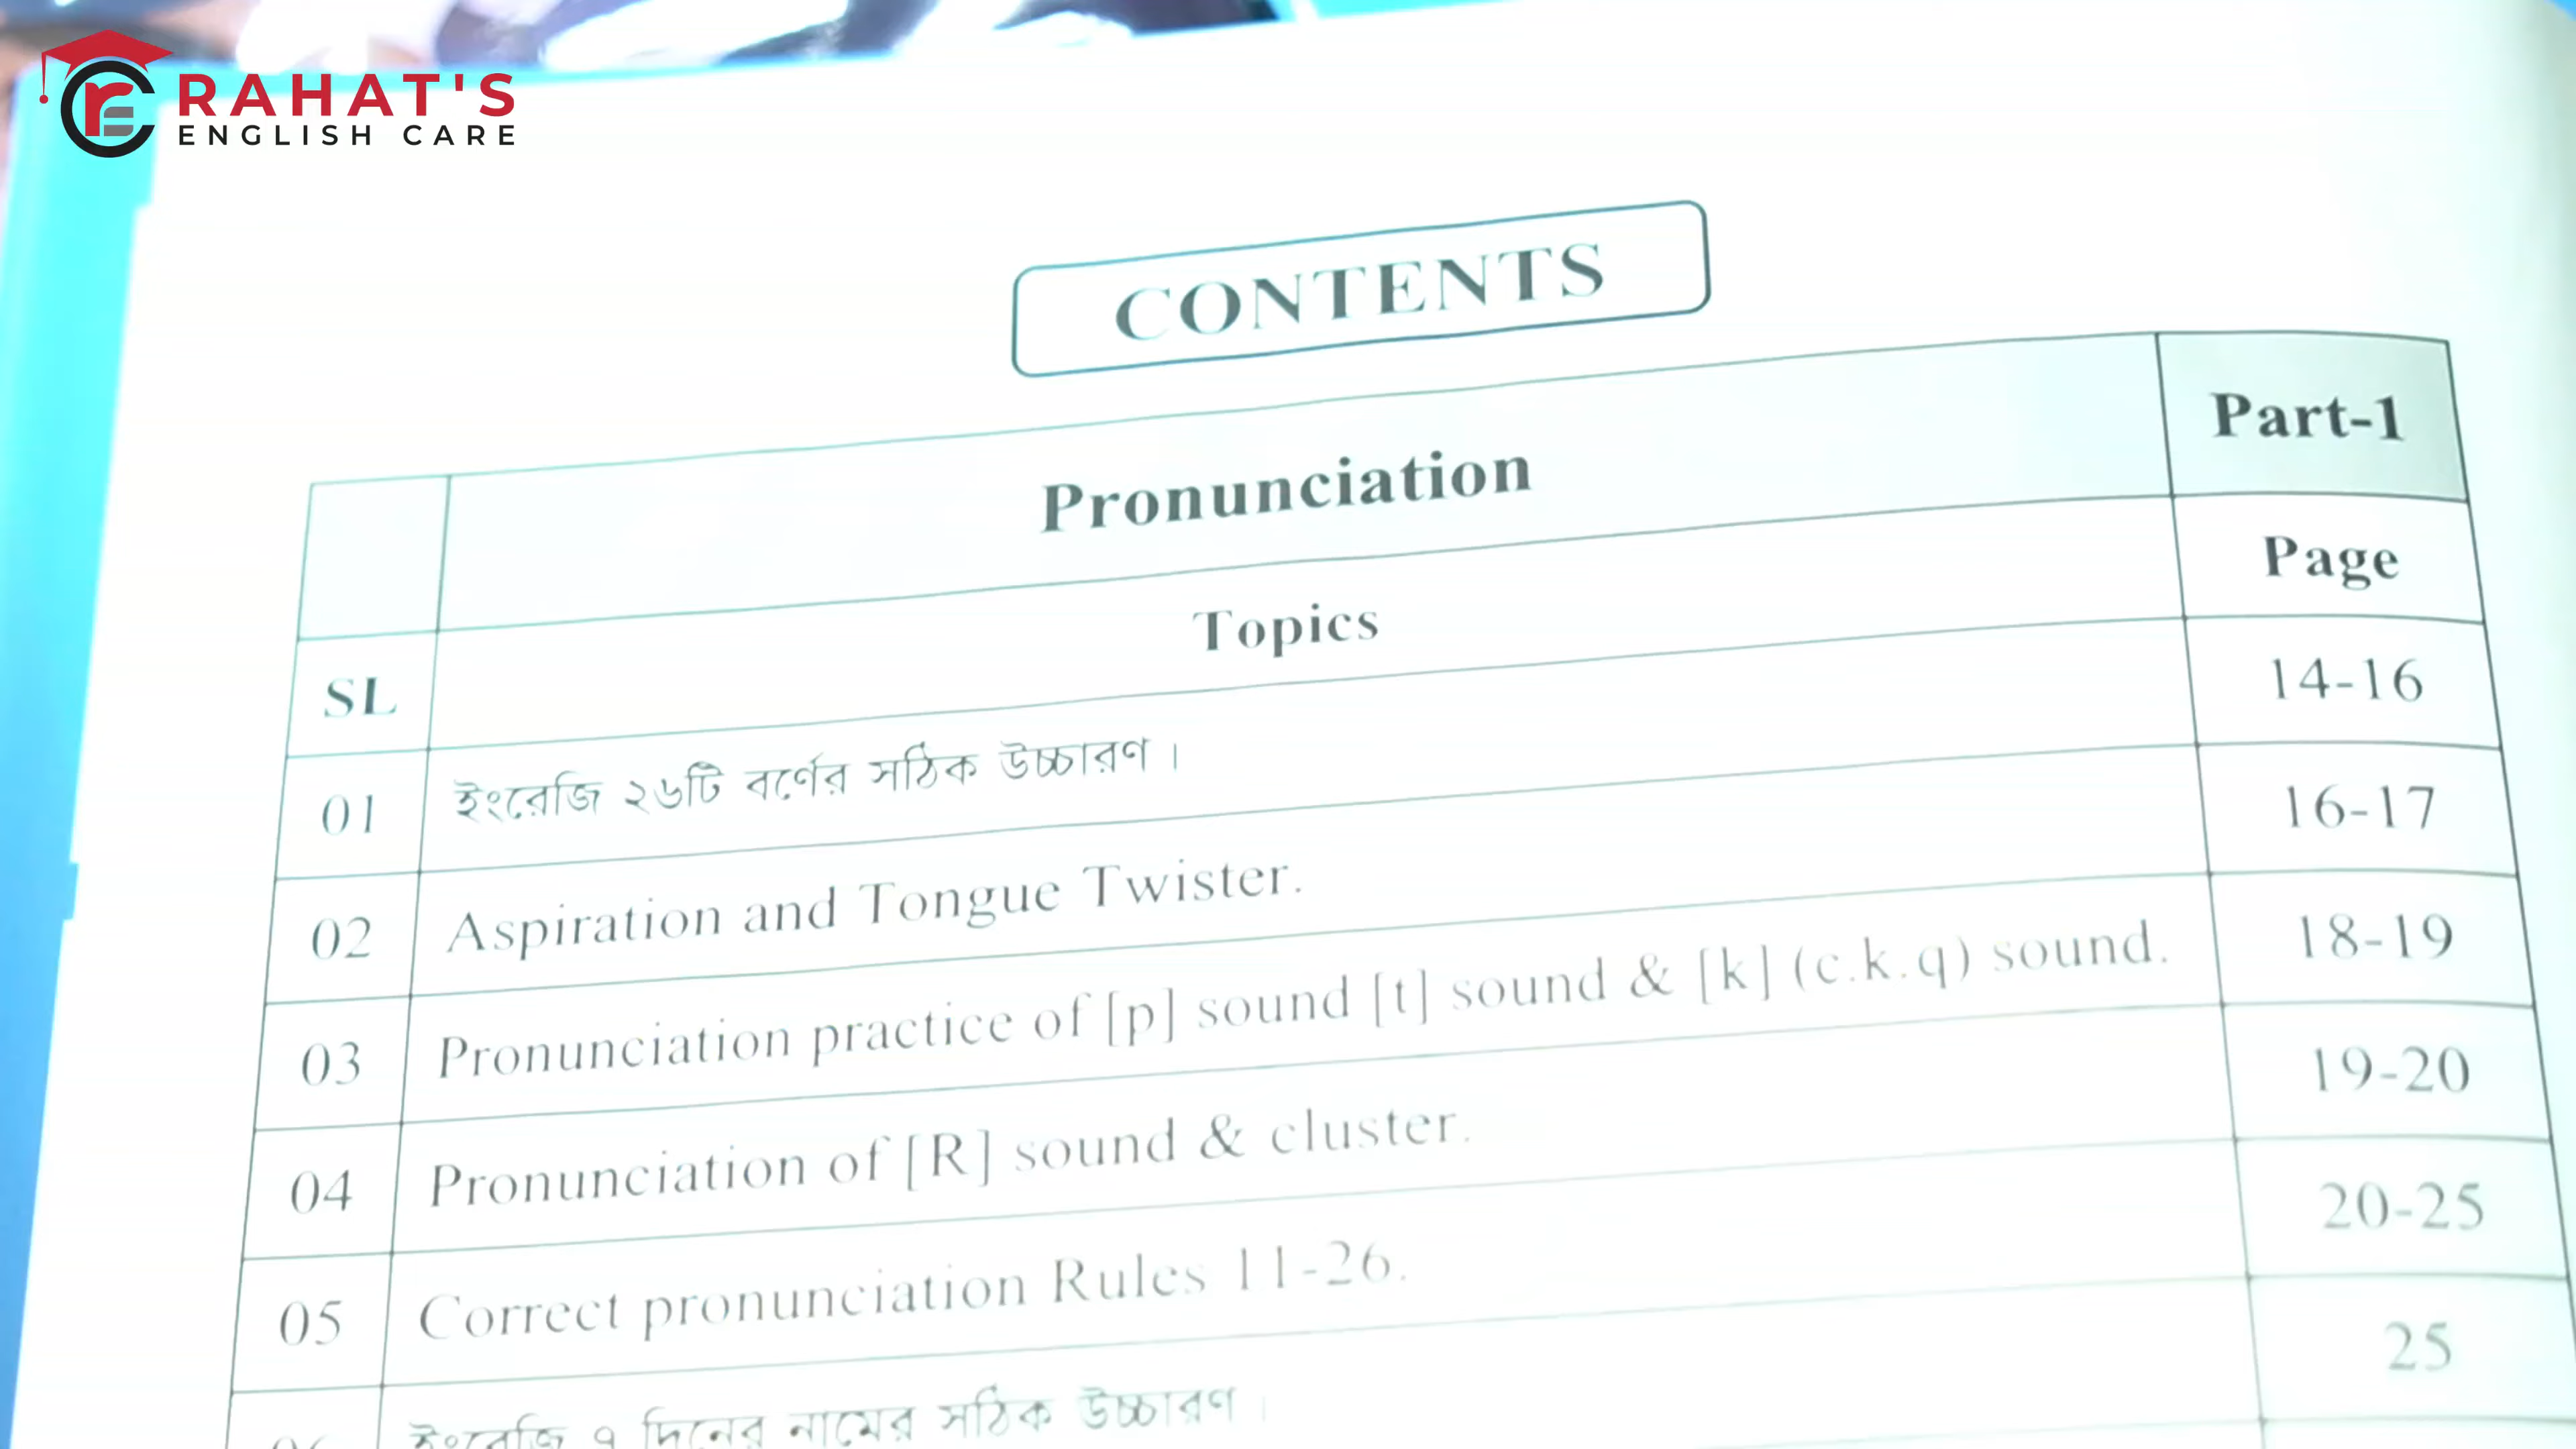 RAHAT'S
ENGLISH CARE
CONTENTS
Pronunciation Part-1
SL Topics Page
01 ইংরেজি ২৬টি বর্ণের সঠিক উচ্চারণ। 14-16
02 Aspiration and Tongue Twister. 16-17
03 Pronunciation practice of [p] sound [t] sound & [k] (c.k.q) sound. 18-19
04 Pronunciation of [R] sound & cluster. 19-20
05 Correct pronunciation Rules 11-26. 20-25
06 ইংরেজি ৭ দিনের নামের সঠিক উচ্চারণ। 25